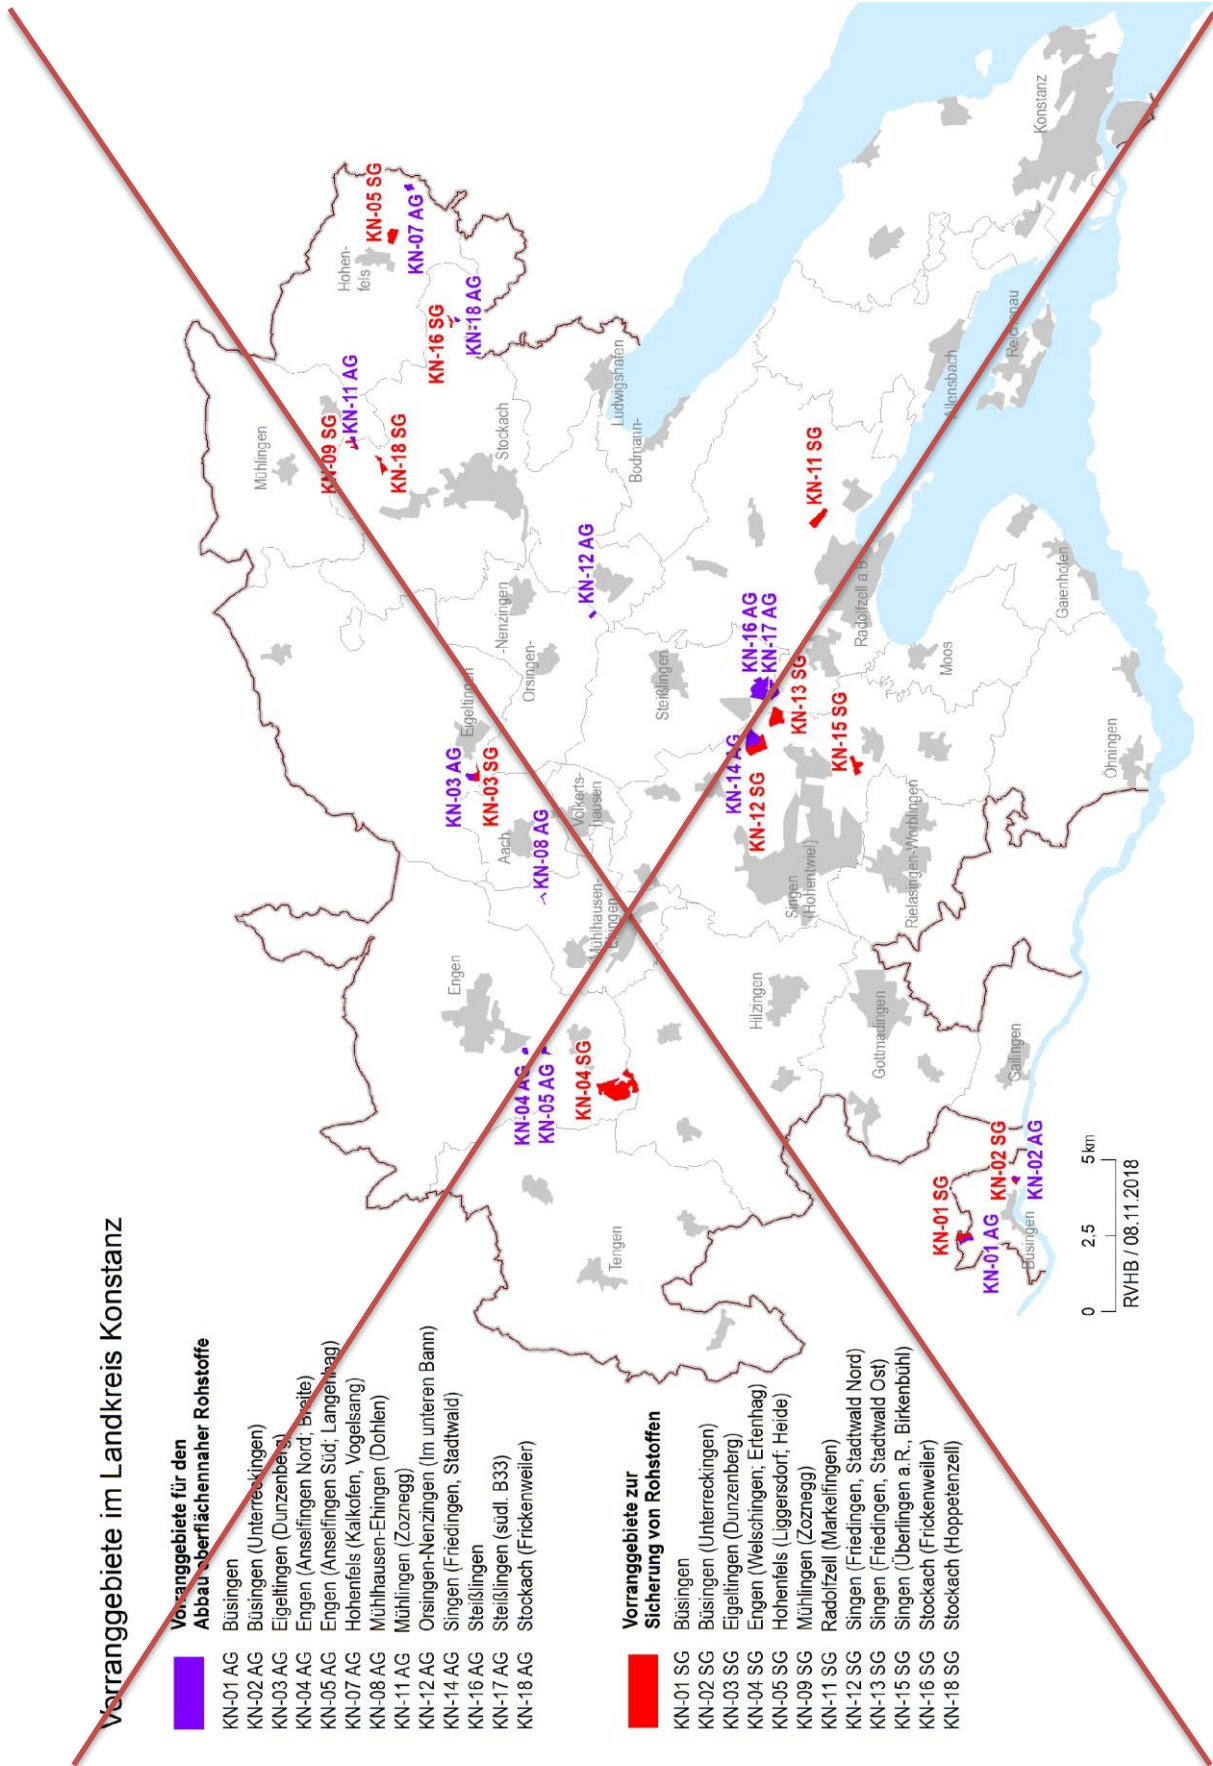 Vorranggebiete im Landkreis Konstanz
Vorranggebiete für den
Abbau oberflächennaher Rohstoffe
KN-01 AG Büsingen
KN-02 AG Büsingen (Unterreckingen)
KN-03 AG Eigeltingen (Dunzenberg)
KN-04 AG Engen (Anselfingen Nord; Breite)
KN-05 AG Engen (Anselfingen Süd; Langenhag)
KN-07 AG Hohenfels (Kalkofen, Vogelsang)
KN-08 AG Mühlhausen-Ehingen (Dohlen)
KN-11 AG Mühlingen (Zoznegg)
KN-12 AG Orsingen-Nenzingen (Im unteren Bann)
KN-14 AG Singen (Friedingen, Stadtwald)
KN-16 AG Steißlingen
KN-17 AG Steißlingen (südl. B33)
KN-18 AG Stockach (Frickenweiler)
Vorranggebiete zur
Sicherung von Rohstoffen
KN-01 SG Büsingen
KN-02 SG Büsingen (Unterreckingen)
KN-03 SG Eigeltingen (Dunzenberg)
KN-04 SG Engen (Welschingen; Ertenhag)
KN-05 SG Hohenfels (Liggersdorf; Heide)
KN-09 SG Mühlingen (Zoznegg)
KN-11 SG Radolfzell (Markelfingen)
KN-12 SG Singen (Friedingen, Stadtwald Nord)
KN-13 SG Singen (Friedingen, Stadtwald Ost)
KN-15 SG Singen (Überlingen a.R., Birkenbühl)
KN-16 SG Stockach (Frickenweiler)
KN-18 SG Stockach (Hoppetenzell)
Mühlingen
KN-09 SG
KN-11 AG
KN-18 SG
Hohen-
fels
KN-05 SG
KN-07 AG
KN-16 SG
KN-18 AG
Stockach
Ludwigshafen
Bodmann-
Eigeltingen
-Nenzingen
Orsingen-
KN-12 AG
KN-03 AG
KN-03 SG
Aach
KN-08 AG
Volkerts-
hausen
Steißlingen
Engen
Mühlhausen-
Ehingen
KN-04 AG
KN-05 AG
KN-04 SG
Tengen
KN-16 AG
KN-17 AG
KN-14 AG
KN-13 SG
KN-12 SG
KN-15 SG
KN-11 SG
Singen
(Hohentwiel)
Radolfzell a.B.
Allensbach
Reichenau
Konstanz
Hilzingen
Gottmadingen
Rielasingen-Worblingen
Moos
Gaienhofen
Öhningen
Gailingen
KN-01 SG
KN-01 AG
KN-02 SG
KN-02 AG
Büsingen
0 2,5 5 km
RVHB / 08.11.2018